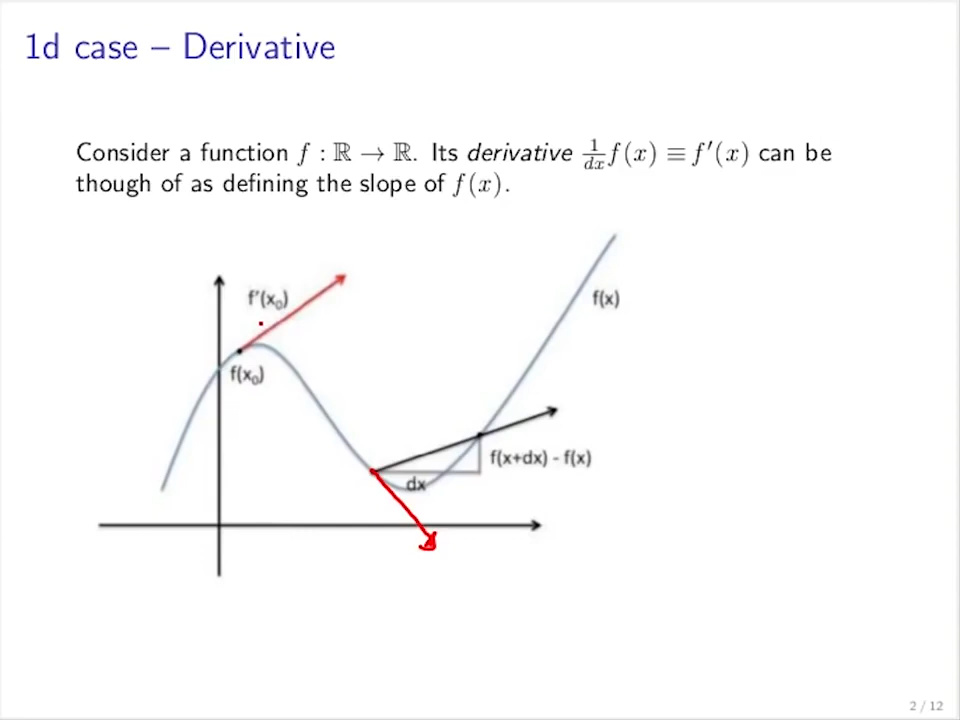 1d case – Derivative
Consider a function f : ℝ → ℝ. Its derivative 1/dx f(x) ≡ f′(x) can be
though of as defining the slope of f(x).
f'(x₀)
f(x)
f(x₀)
f(x+dx) - f(x)
dx
2 / 12